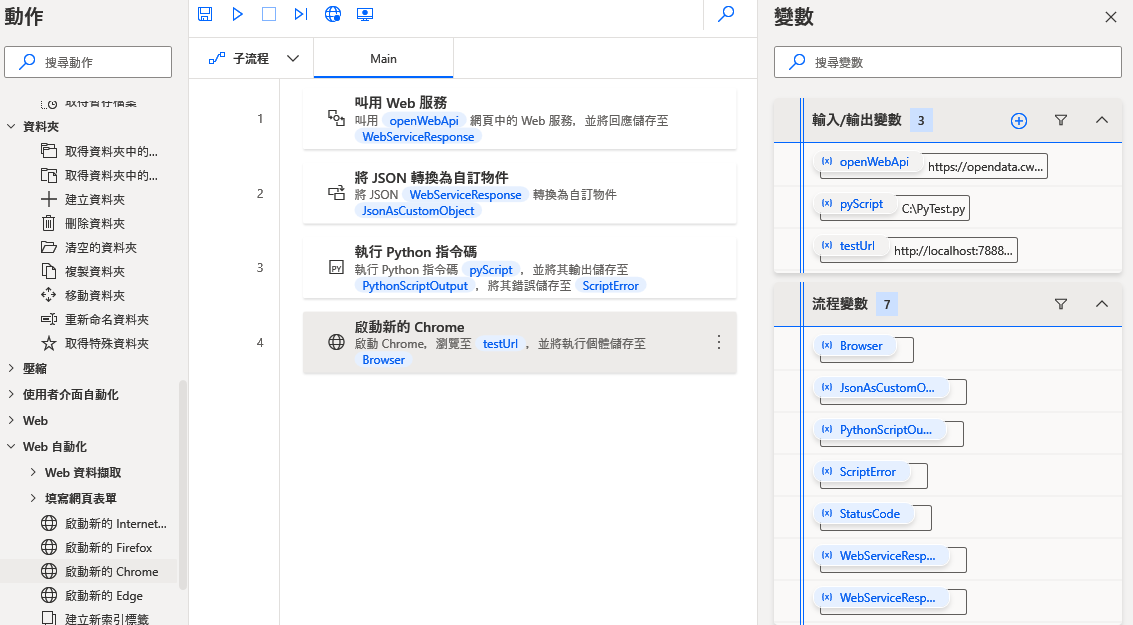 動作
搜尋動作
取得暫存檔案
資料夾
取得資料夾中的...
取得資料夾中的...
建立資料夾
刪除資料夾
清空的資料夾
複製資料夾
移動資料夾
重新命名資料夾
取得特殊資料夾
壓縮
使用者介面自動化
Web
Web 自動化
Web 資料擷取
填寫網頁表單
啟動新的 Internet...
啟動新的 Firefox
啟動新的 Chrome
啟動新的 Edge
建立新索引標籤
子流程
Main
1
叫用 Web 服務
叫用 openWebApi 網頁中的 Web 服務，並將回應儲存至
WebServiceResponse
2
將 JSON 轉換為自訂物件
將 JSON WebServiceResponse 轉換為自訂物件
JsonAsCustomObject
3
執行 Python 指令碼
PY
執行 Python 指令碼 pyScript ，並將其輸出儲存至
PythonScriptOutput ，將其錯誤儲存至 ScriptError
4
啟動新的 Chrome
啟動 Chrome，瀏覽至 testUrl ，並將執行個體儲存至
Browser
變數
搜尋變數
輸入/輸出變數 3
(x) openWebApi https://opendata.cw...
(x) pyScript C:\PyTest.py
(x) testUrl http://localhost:7888...
流程變數 7
(x) Browser
(x) JsonAsCustomO...
(x) PythonScriptOu...
(x) ScriptError
(x) StatusCode
(x) WebServiceResp...
(x) WebServiceResp...